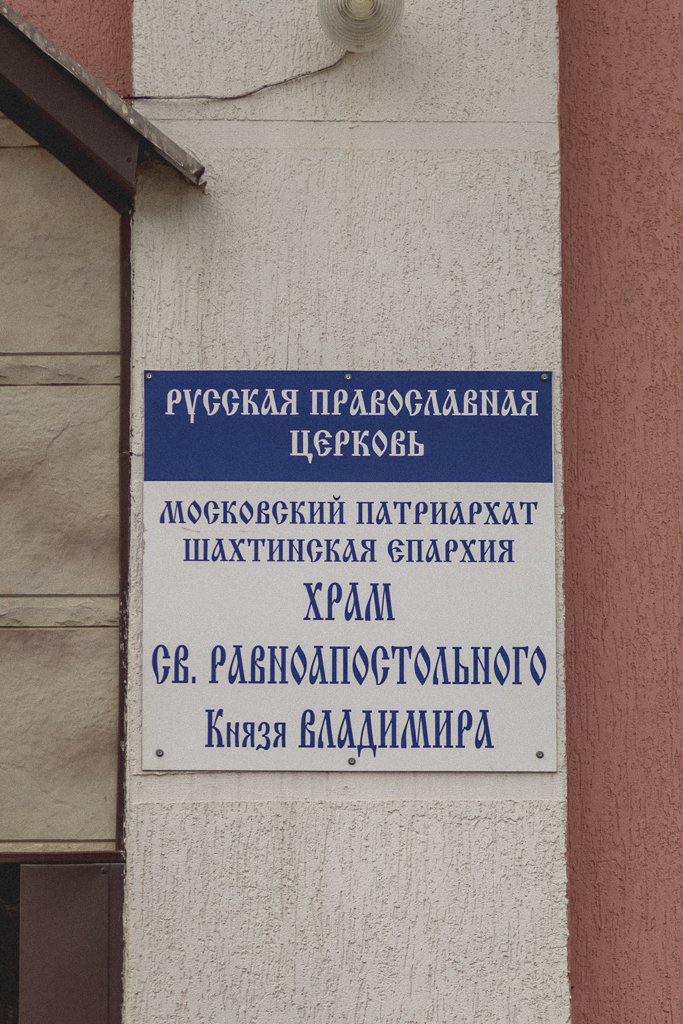 РУССКАЯ ПРАВОСЛАВНАЯ
ЦЕРКОВЬ
МОСКОВСКИЙ ПАТРИАРХАТ
ШАХТИНСКАЯ ЕПАРХИЯ
ХРАМ
СВ. РАВНОАПОСТОЛЬНОГО
Князя ВЛАДИМИРА